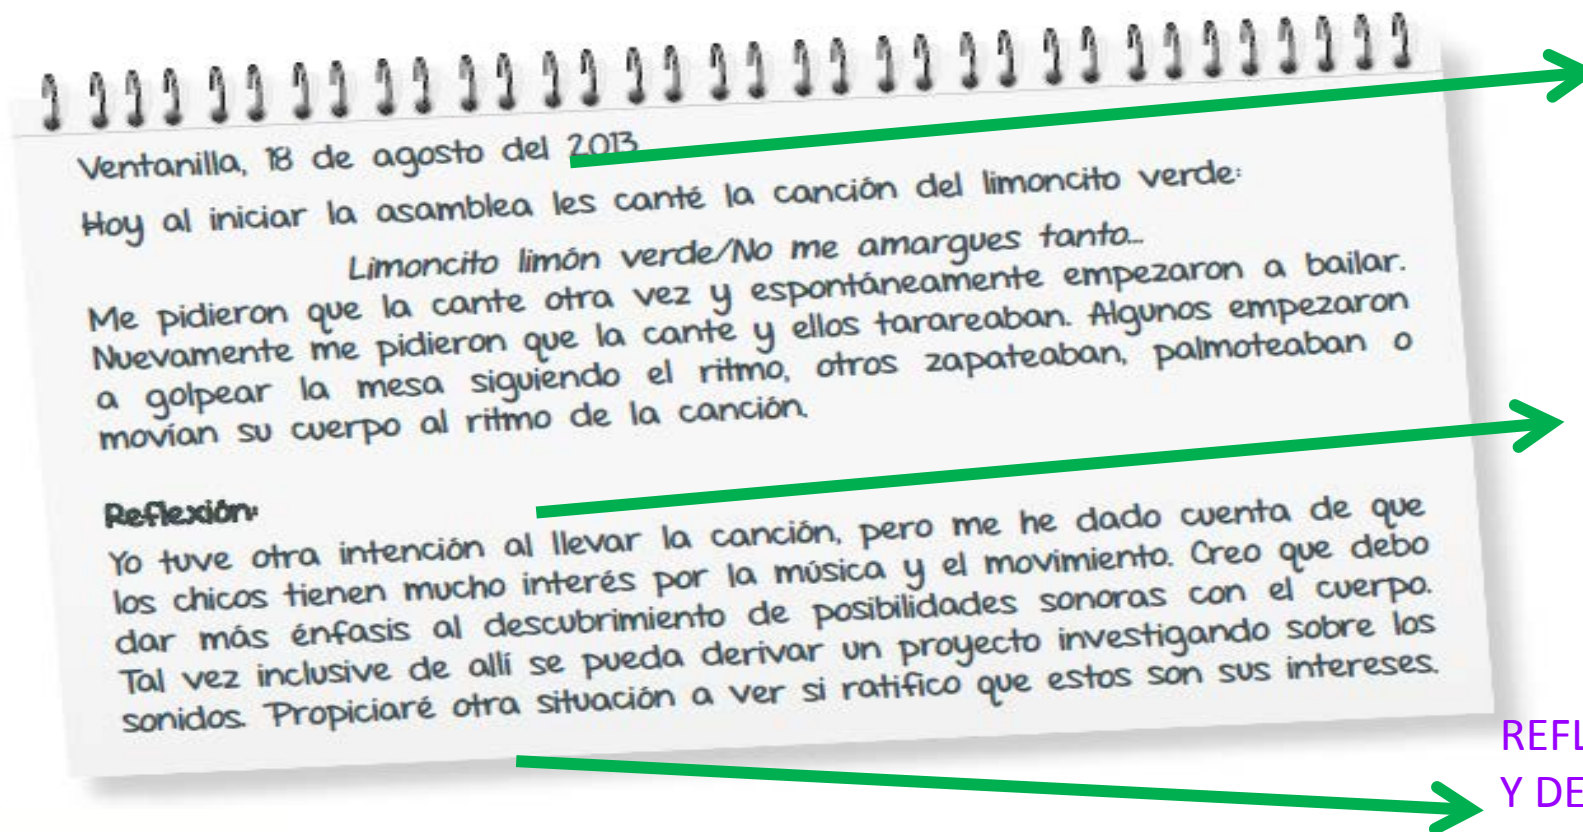 Ventanilla, 18 de agosto del 2013
Hoy al iniciar la asamblea les canté la canción del limoncito verde:
Limoncito limón verde/No me amargues tanto...
Me pidieron que la cante otra vez y espontáneamente empezaron a bailar.
Nuevamente me pidieron que la cante y ellos tarareaban. Algunos empezaron
a golpear la mesa siguiendo el ritmo, otros zapateaban, palmoteaban o
movían su cuerpo al ritmo de la canción.
Reflexión:
Yo tuve otra intención al llevar la canción, pero me he dado cuenta de que
los chicos tienen mucho interés por la música y el movimiento. Creo que debo
dar más énfasis al descubrimiento de posibilidades sonoras con el cuerpo.
Tal vez inclusive de allí se pueda derivar un proyecto investigando sobre los
sonidos. Propiciaré otra situación a ver si ratifico que estos son sus intereses.
REFL
Y DE